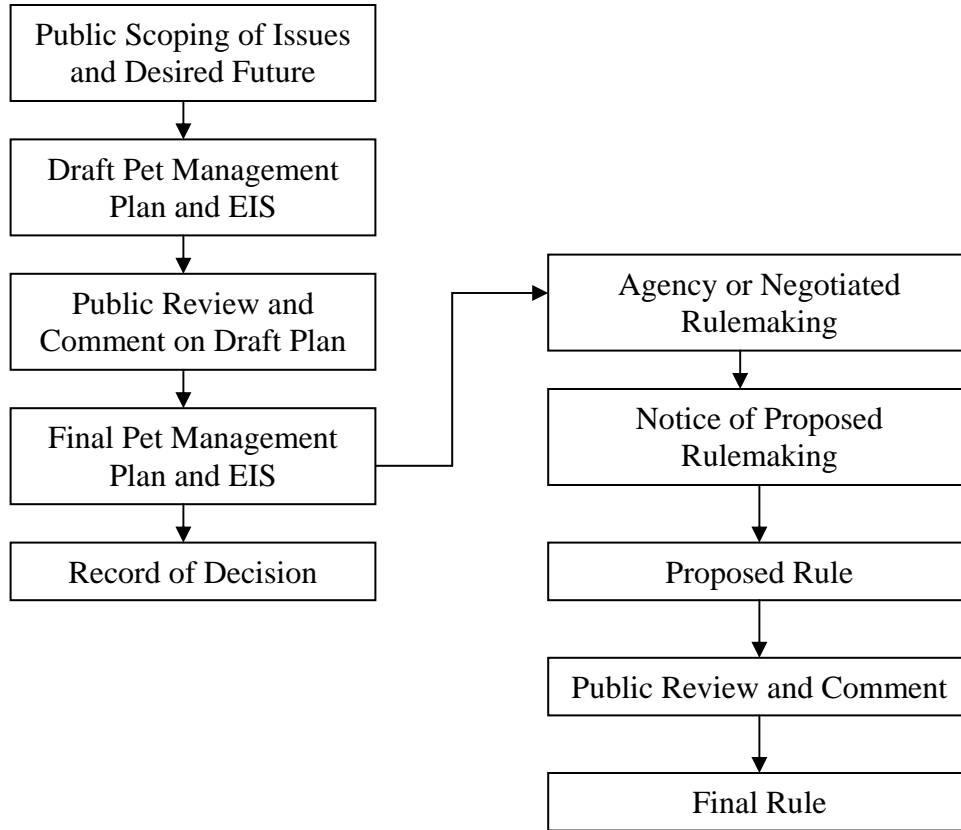 Public Scoping of Issues
and Desired Future
Draft Pet Management
Plan and EIS
Public Review and
Comment on Draft Plan
Final Pet Management
Plan and EIS
Record of Decision
Agency or Negotiated
Rulemaking
Notice of Proposed
Rulemaking
Proposed Rule
Public Review and Comment
Final Rule